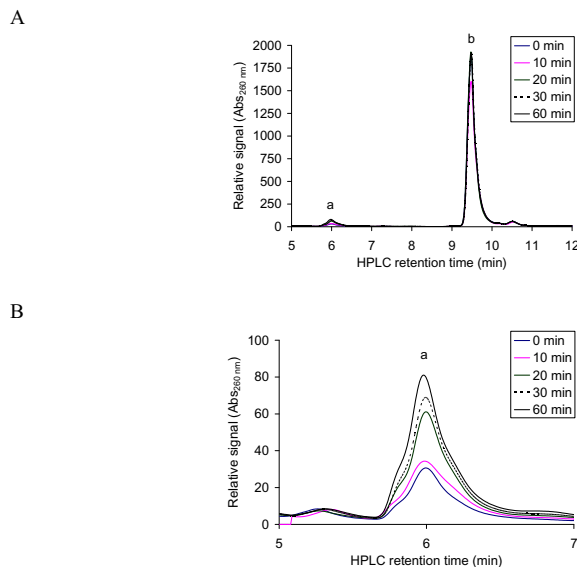 A
b
a
Relative signal (Abs260 nm)
2000
1750
1500
1250
1000
750
500
250
0
5 6 7 8 9 10 11 12
HPLC retention time (min)
0 min
10 min
20 min
30 min
60 min
B
a
Relative signal (Abs260 nm)
100
80
60
40
20
0
5 6 7
HPLC retention time (min)
0 min
10 min
20 min
30 min
60 min